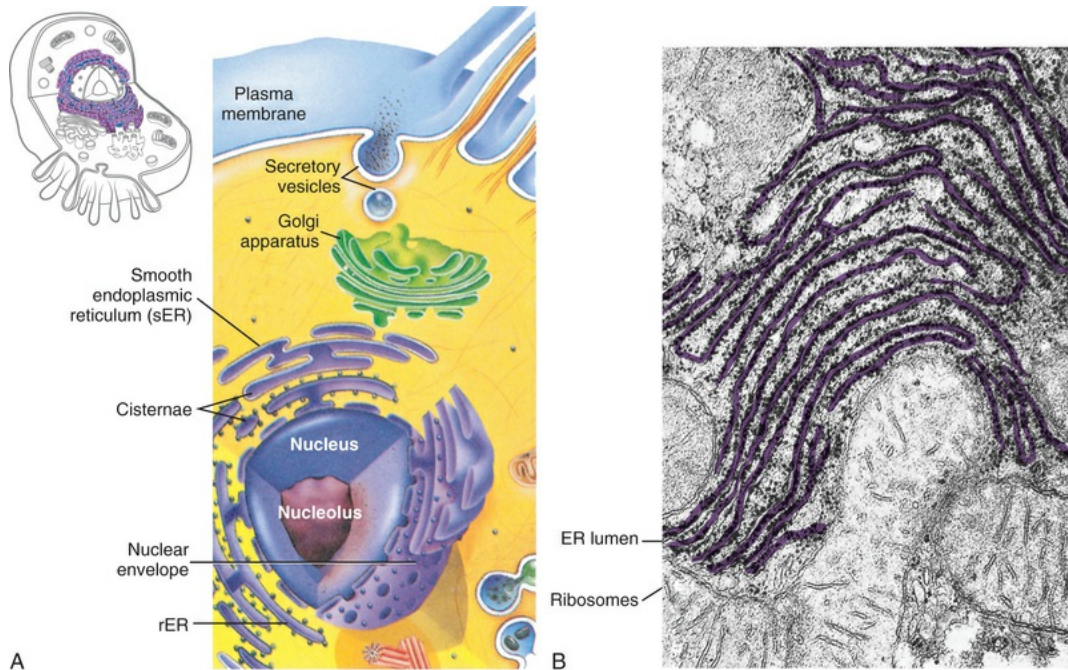 Plasma
membrane
Secretory
vesicles
Golgi
apparatus
Smooth
endoplasmic
reticulum (sER)
Cisternae
Nucleus
Nucleolus
Nuclear
envelope
rER
A
ER lumen
Ribosomes
B